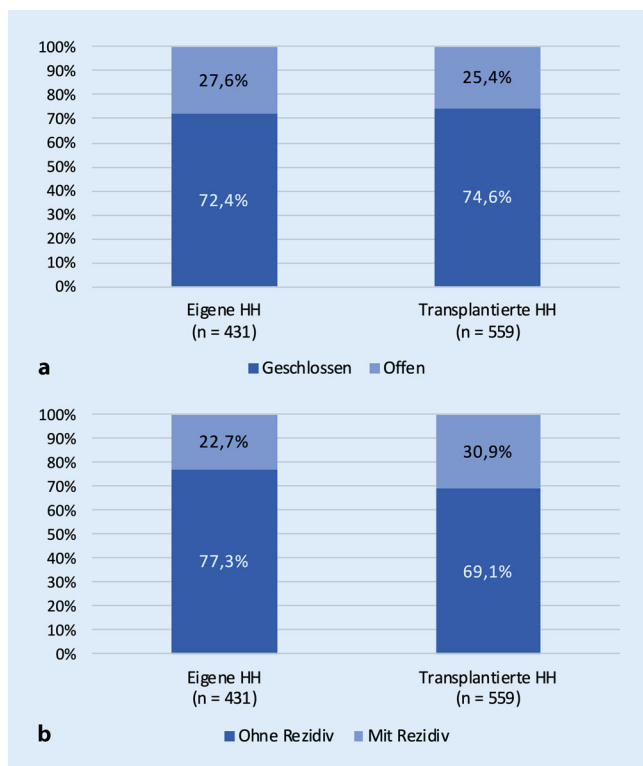 100%
90%
80%
70%
60%
50%
40%
30%
20%
10%
0%
27,6%
72,4%
25,4%
74,6%
Eigene HH
(n = 431)
Transplantierte HH
(n = 559)
a
Geschlossen
Offen
100%
90%
80%
70%
60%
50%
40%
30%
20%
10%
0%
22,7%
77,3%
30,9%
69,1%
Eigene HH
(n = 431)
Transplantierte HH
(n = 559)
b
Ohne Rezidiv
Mit Rezidiv